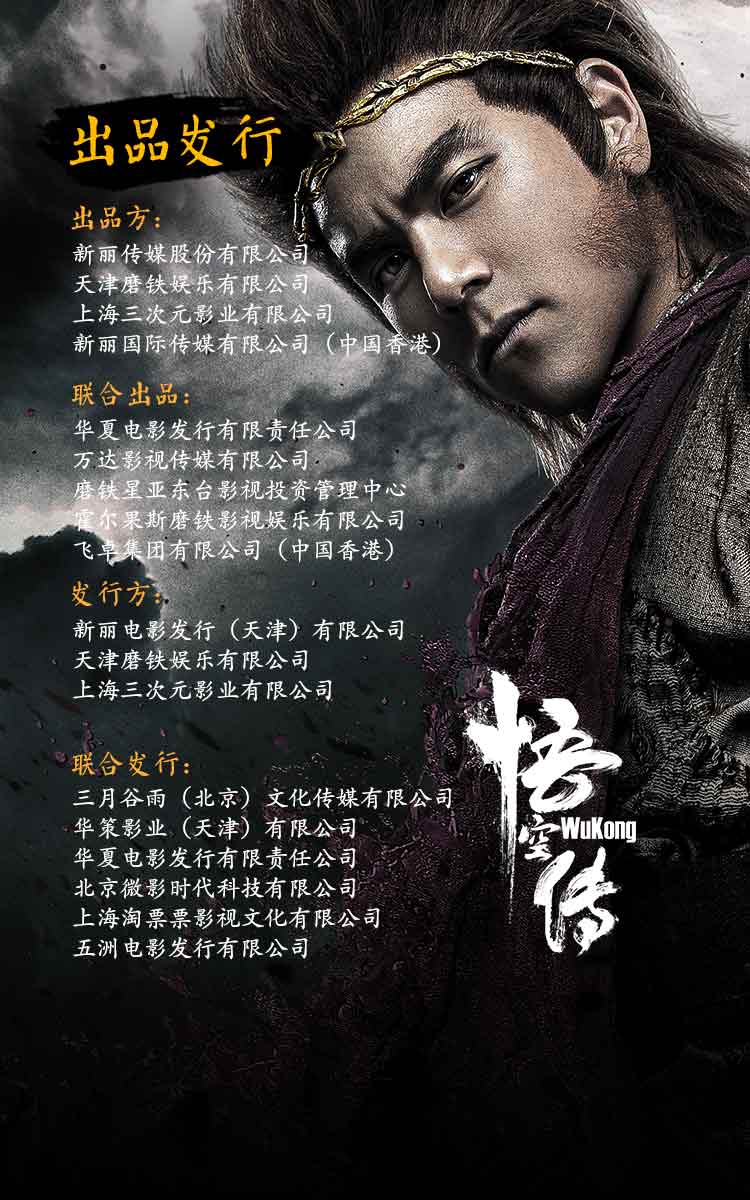 出品发行
出品方：
新丽传媒股份有限公司
天津磨铁娱乐有限公司
上海三次元影业有限公司
新丽国际传媒有限公司（中国香港）
联合出品：
华夏电影发行有限责任公司
万达影视传媒有限公司
磨铁星亚东台影视投资管理中心
霍尔果斯磨铁影视娱乐有限公司
飞卓集团有限公司（中国香港）
发行方：
新丽电影发行（天津）有限公司
天津磨铁娱乐有限公司
上海三次元影业有限公司
联合发行：
三月谷雨（北京）文化传媒有限公司
华策影业（天津）有限公司
华夏电影发行有限责任公司
北京微影时代科技有限公司
上海淘票票影视文化有限公司
五洲电影发行有限公司
悟空传
WuKong